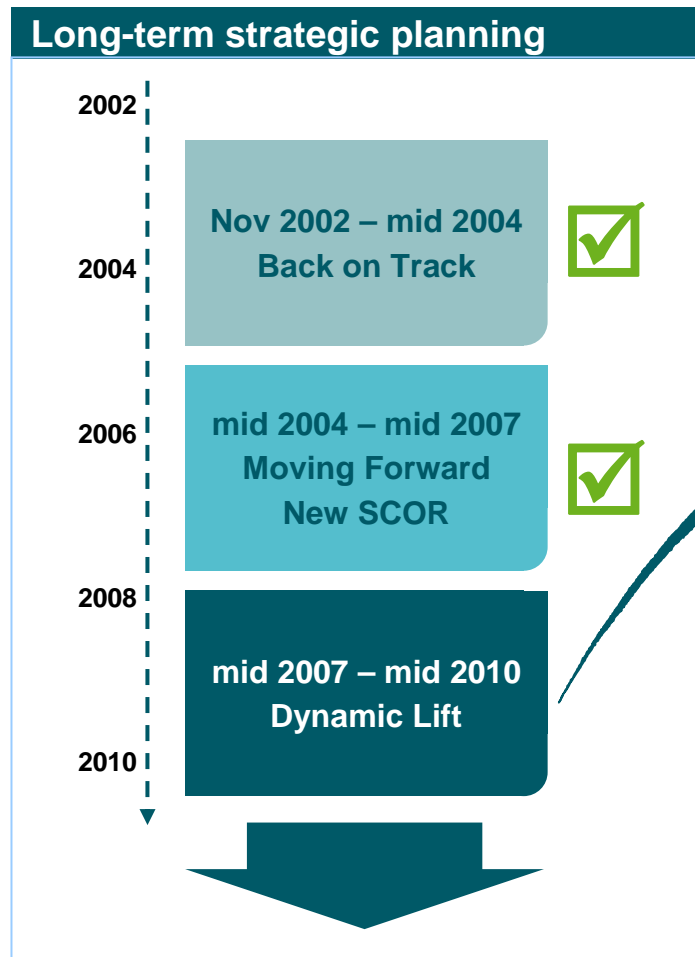 Long-term strategic planning
2002
Nov 2002 – mid 2004
Back on Track
2004
mid 2004 – mid 2007
2006
Moving Forward
New SCOR
2008
mid 2007 – mid 2010
Dynamic Lift
2010